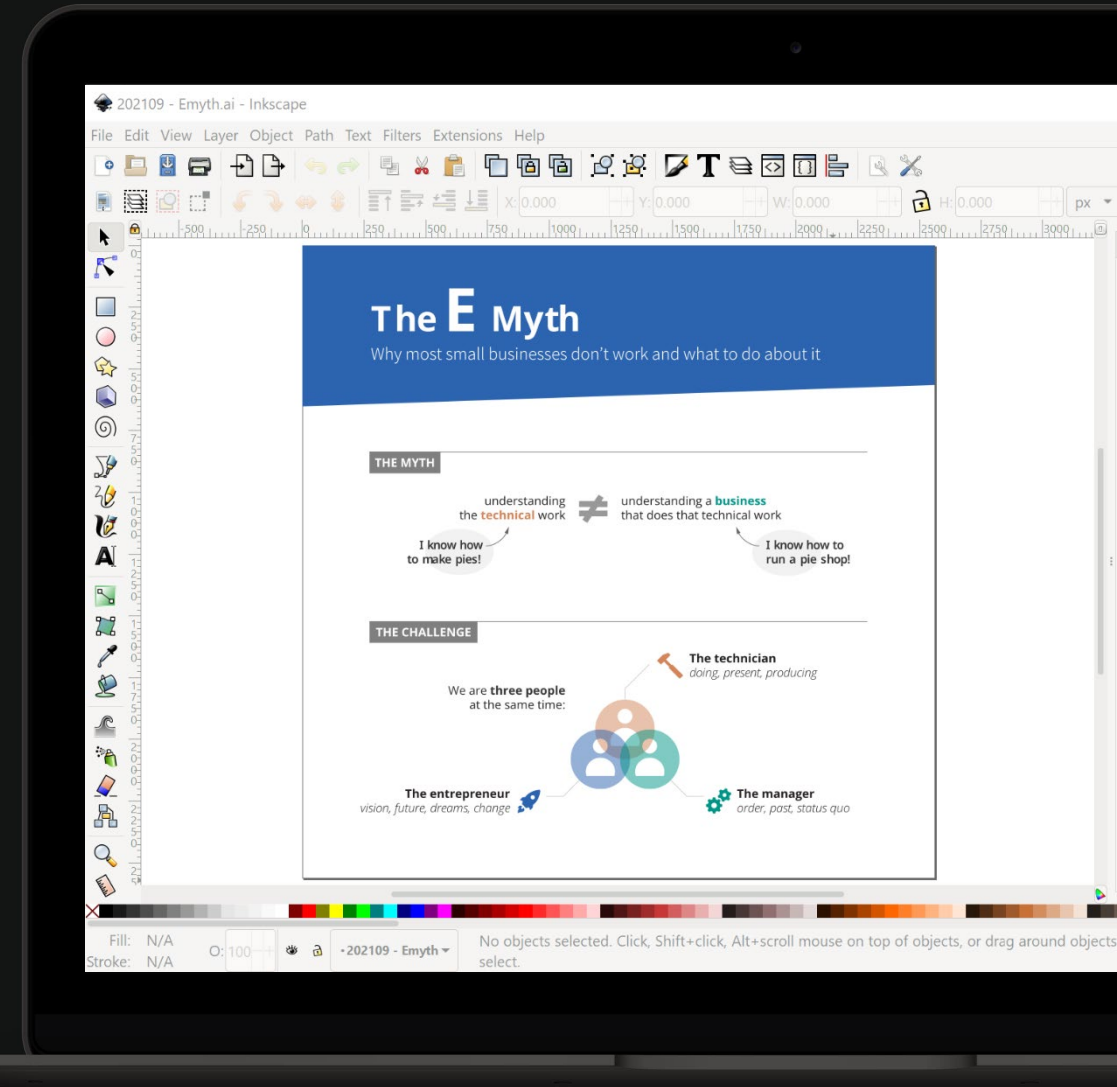 202109 - Emyth.ai - Inkscape
File Edit View Layer Object Path Text Filters Extensions Help
X: 0.000 Y: 0.000 W: 0.000 H: 0.000 px
-500 -250 0 250 500 750 1000 1250 1500 1750 2000 2250 2500 2750 3000
The E Myth
Why most small businesses don't work and what to do about it
THE MYTH
understanding
the technical work
≠
understanding a business
that does that technical work
I know how
to make pies!
I know how to
run a pie shop!
THE CHALLENGE
The technician
doing, present, producing
We are three people
at the same time:
The entrepreneur
vision, future, dreams, change
The manager
order, past, status quo
Fill: N/A
Stroke: N/A
O: 100
202109 - Emyth
No objects selected. Click, Shift+click, Alt+scroll mouse on top of objects, or drag around objects
select.